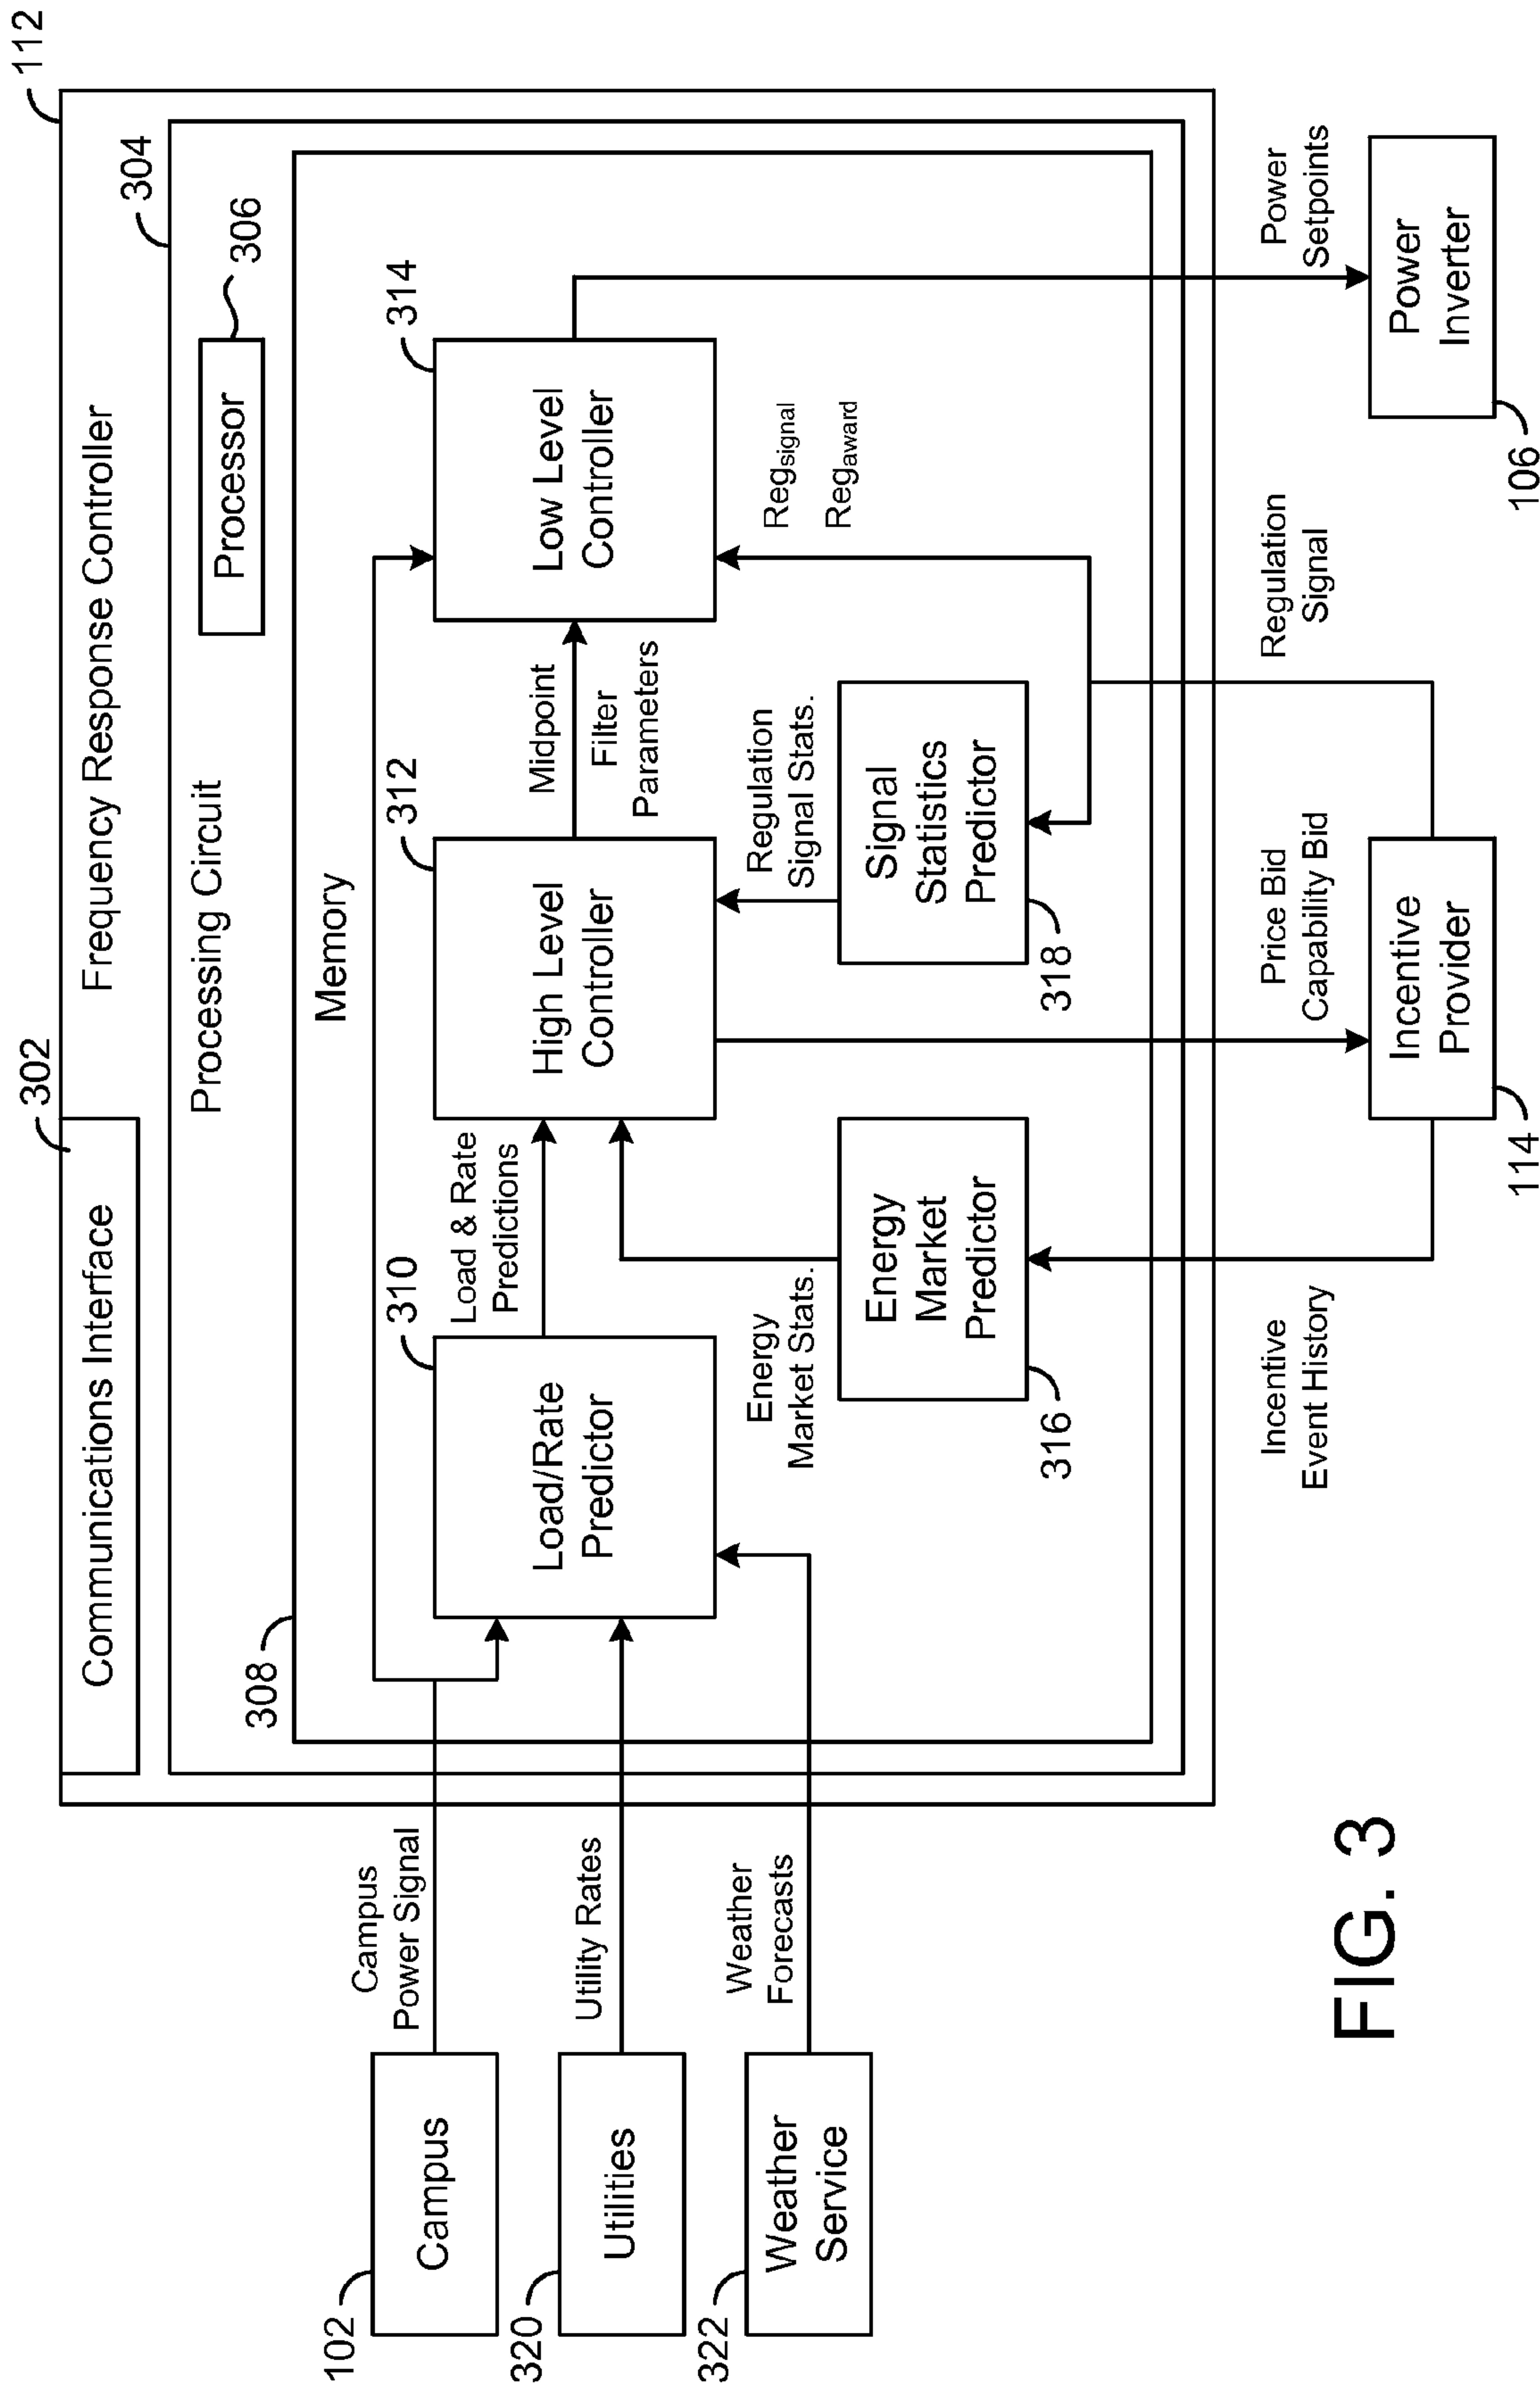 112
302
Communications Interface
Frequency Response Controller
304
Processing Circuit
306
Processor
308
Memory
102
Campus
Campus
Power Signal
320
Utilities
Utility Rates
322
Weather
Service
Weather
Forecasts
310
Load/Rate
Predictor
Load & Rate
Predictions
312
High Level
Controller
Midpoint
Filter
Parameters
314
Low Level
Controller
Energy
Market Stats.
316
Energy
Market
Predictor
Regulation
Signal Stats.
318
Signal
Statistics
Predictor
Regsignal
Regaward
Incentive
Event History
Price Bid
Capability Bid
Regulation
Signal
Power
Setpoints
114
Incentive
Provider
106
Power
Inverter
FIG. 3